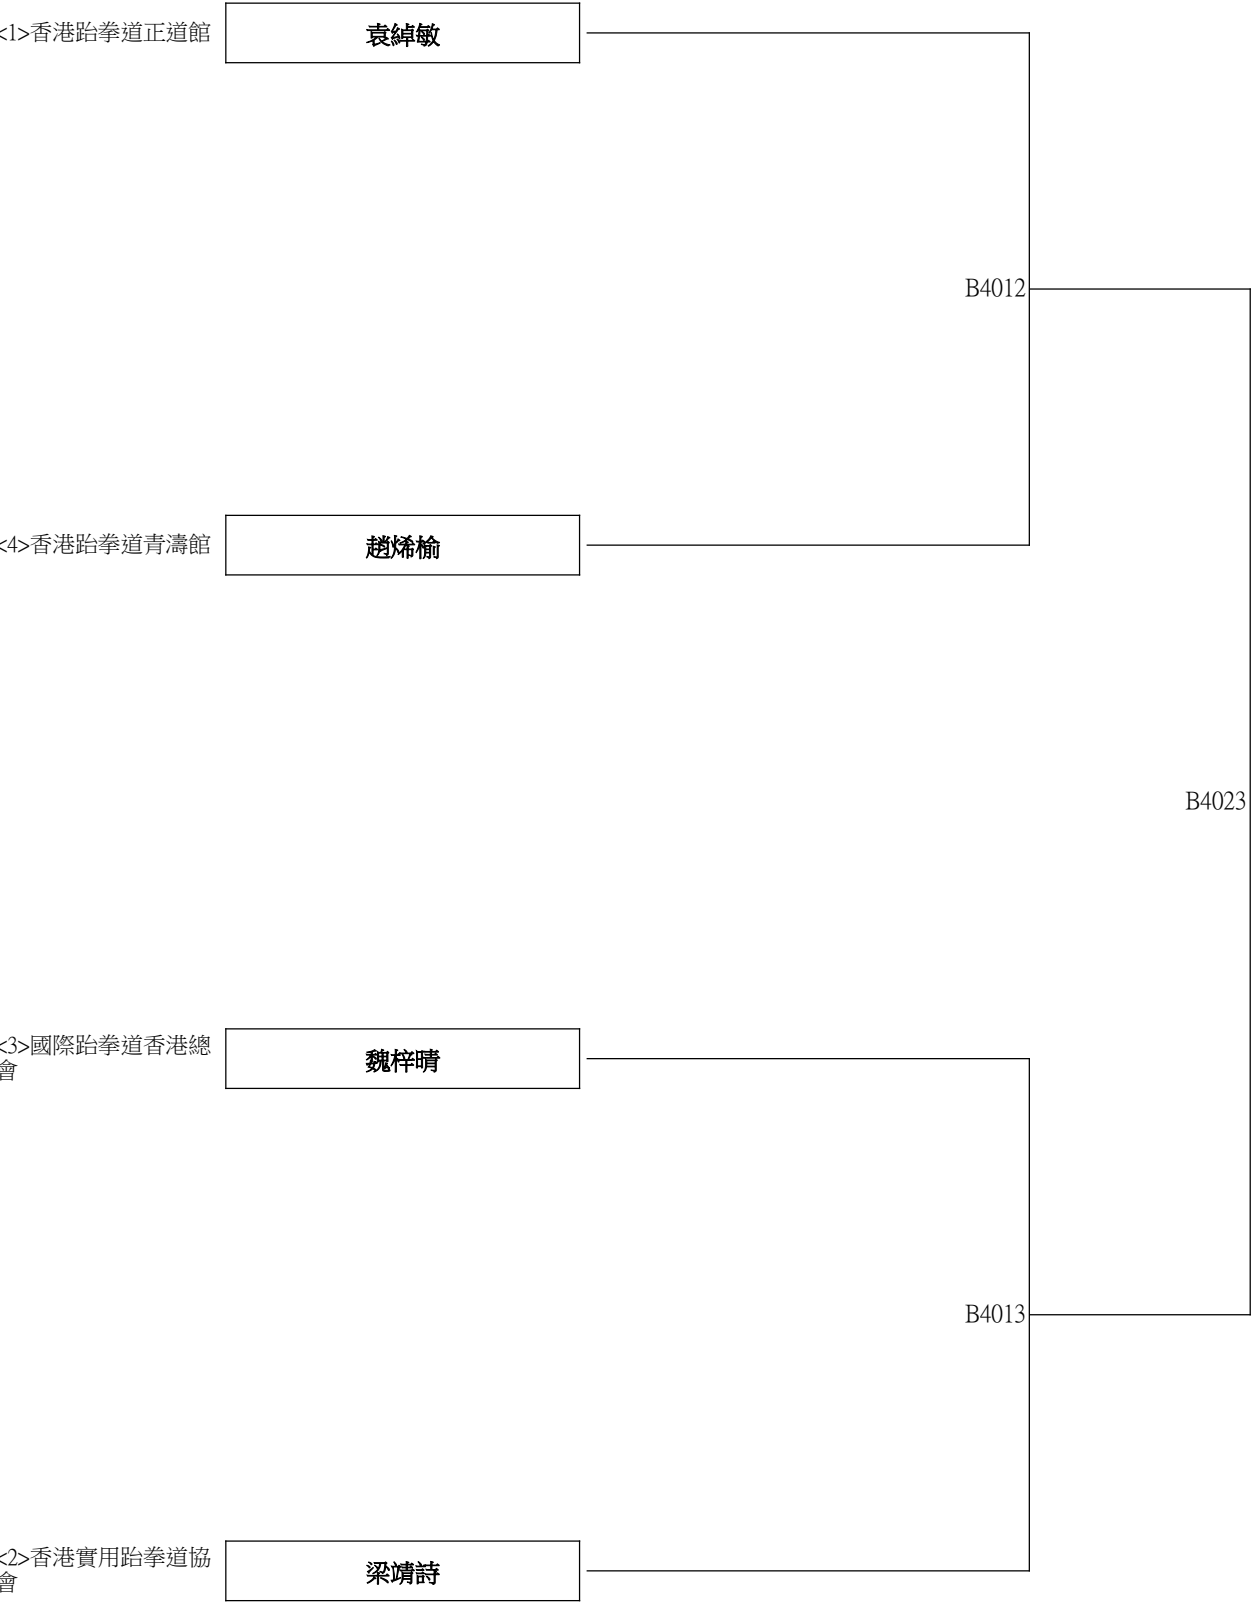 <1>香港跆拳道正道館
袁綽敏
B4012
<4>香港跆拳道青濤館
趙烯榆
B4023
<3>國際跆拳道香港總
會
魏梓晴
B4013
<2>香港實用跆拳道協
會
梁靖詩